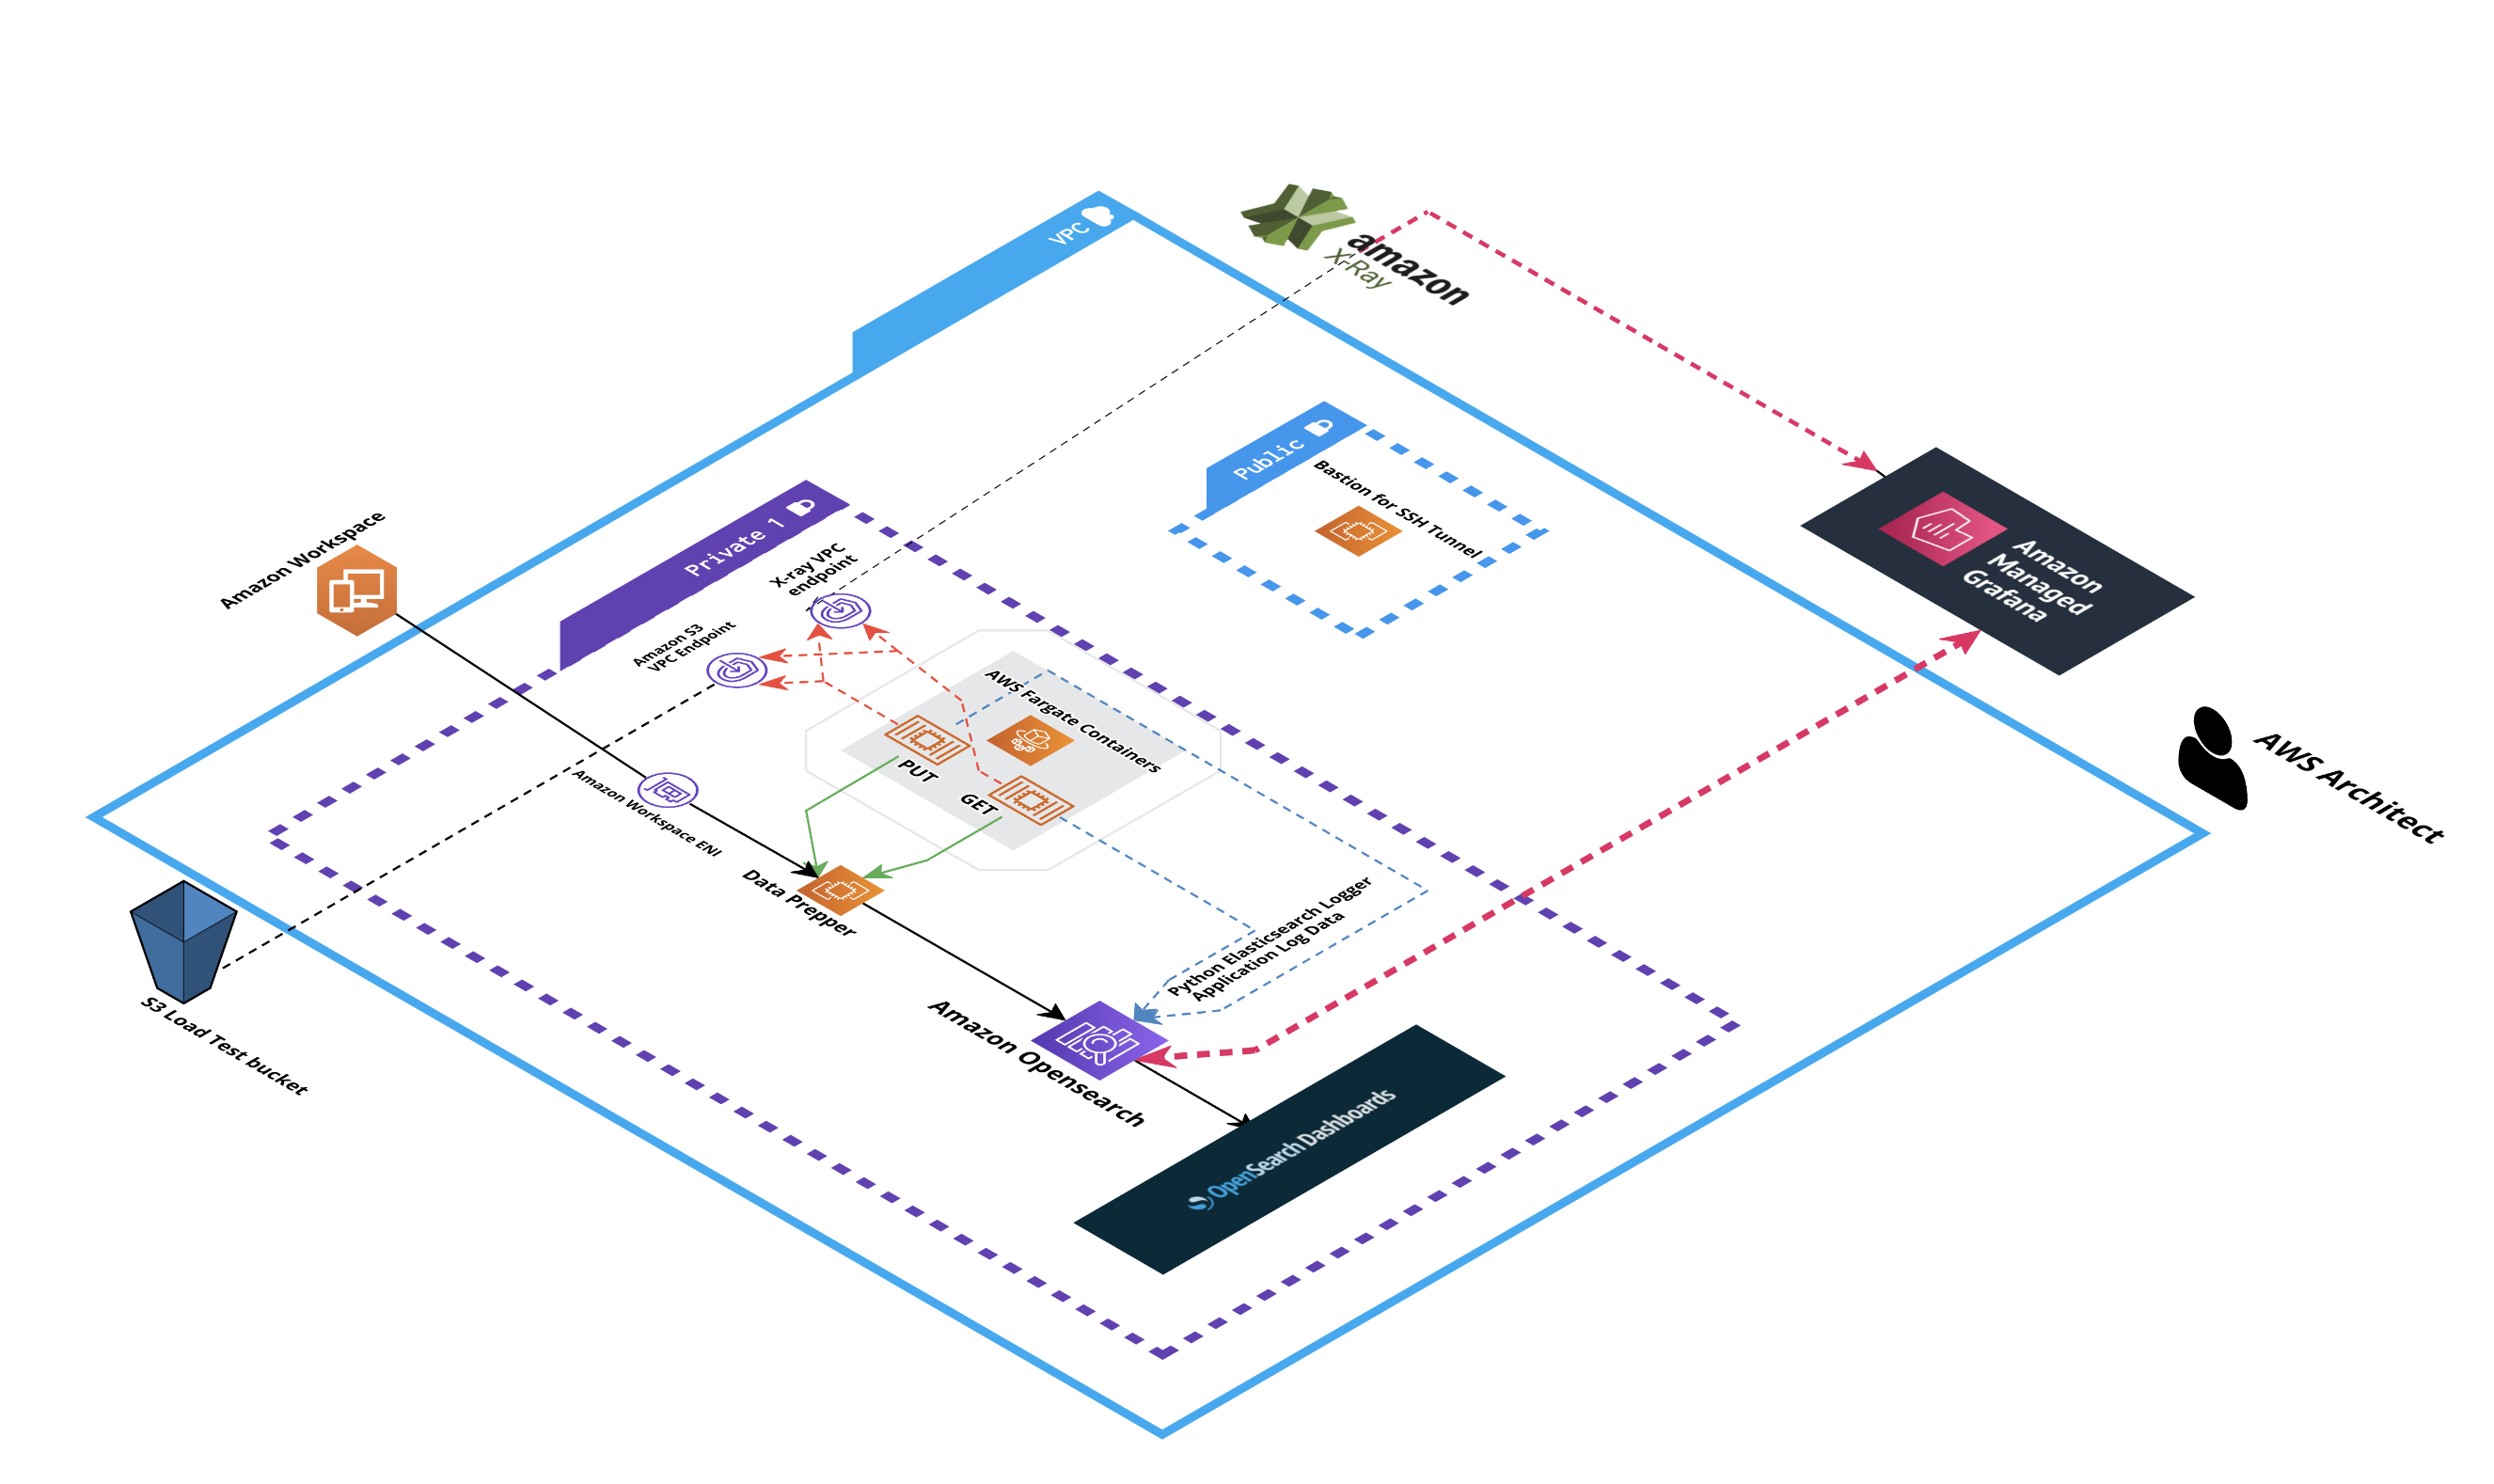 VPC
amazon
X-Ray
Public
Bastion for SSH Tunnel
Private 1
X-ray VPC
endpoint
Amazon S3
VPC Endpoint
Amazon Workspace
Amazon
Managed
Grafana
AWS Fargate Containers
PUT
GET
AWS Architect
Amazon Workspace ENI
Data Prepper
Python Elasticsearch Logger
Application Log Data
S3 Load Test bucket
Amazon Opensearch
OpenSearch Dashboards